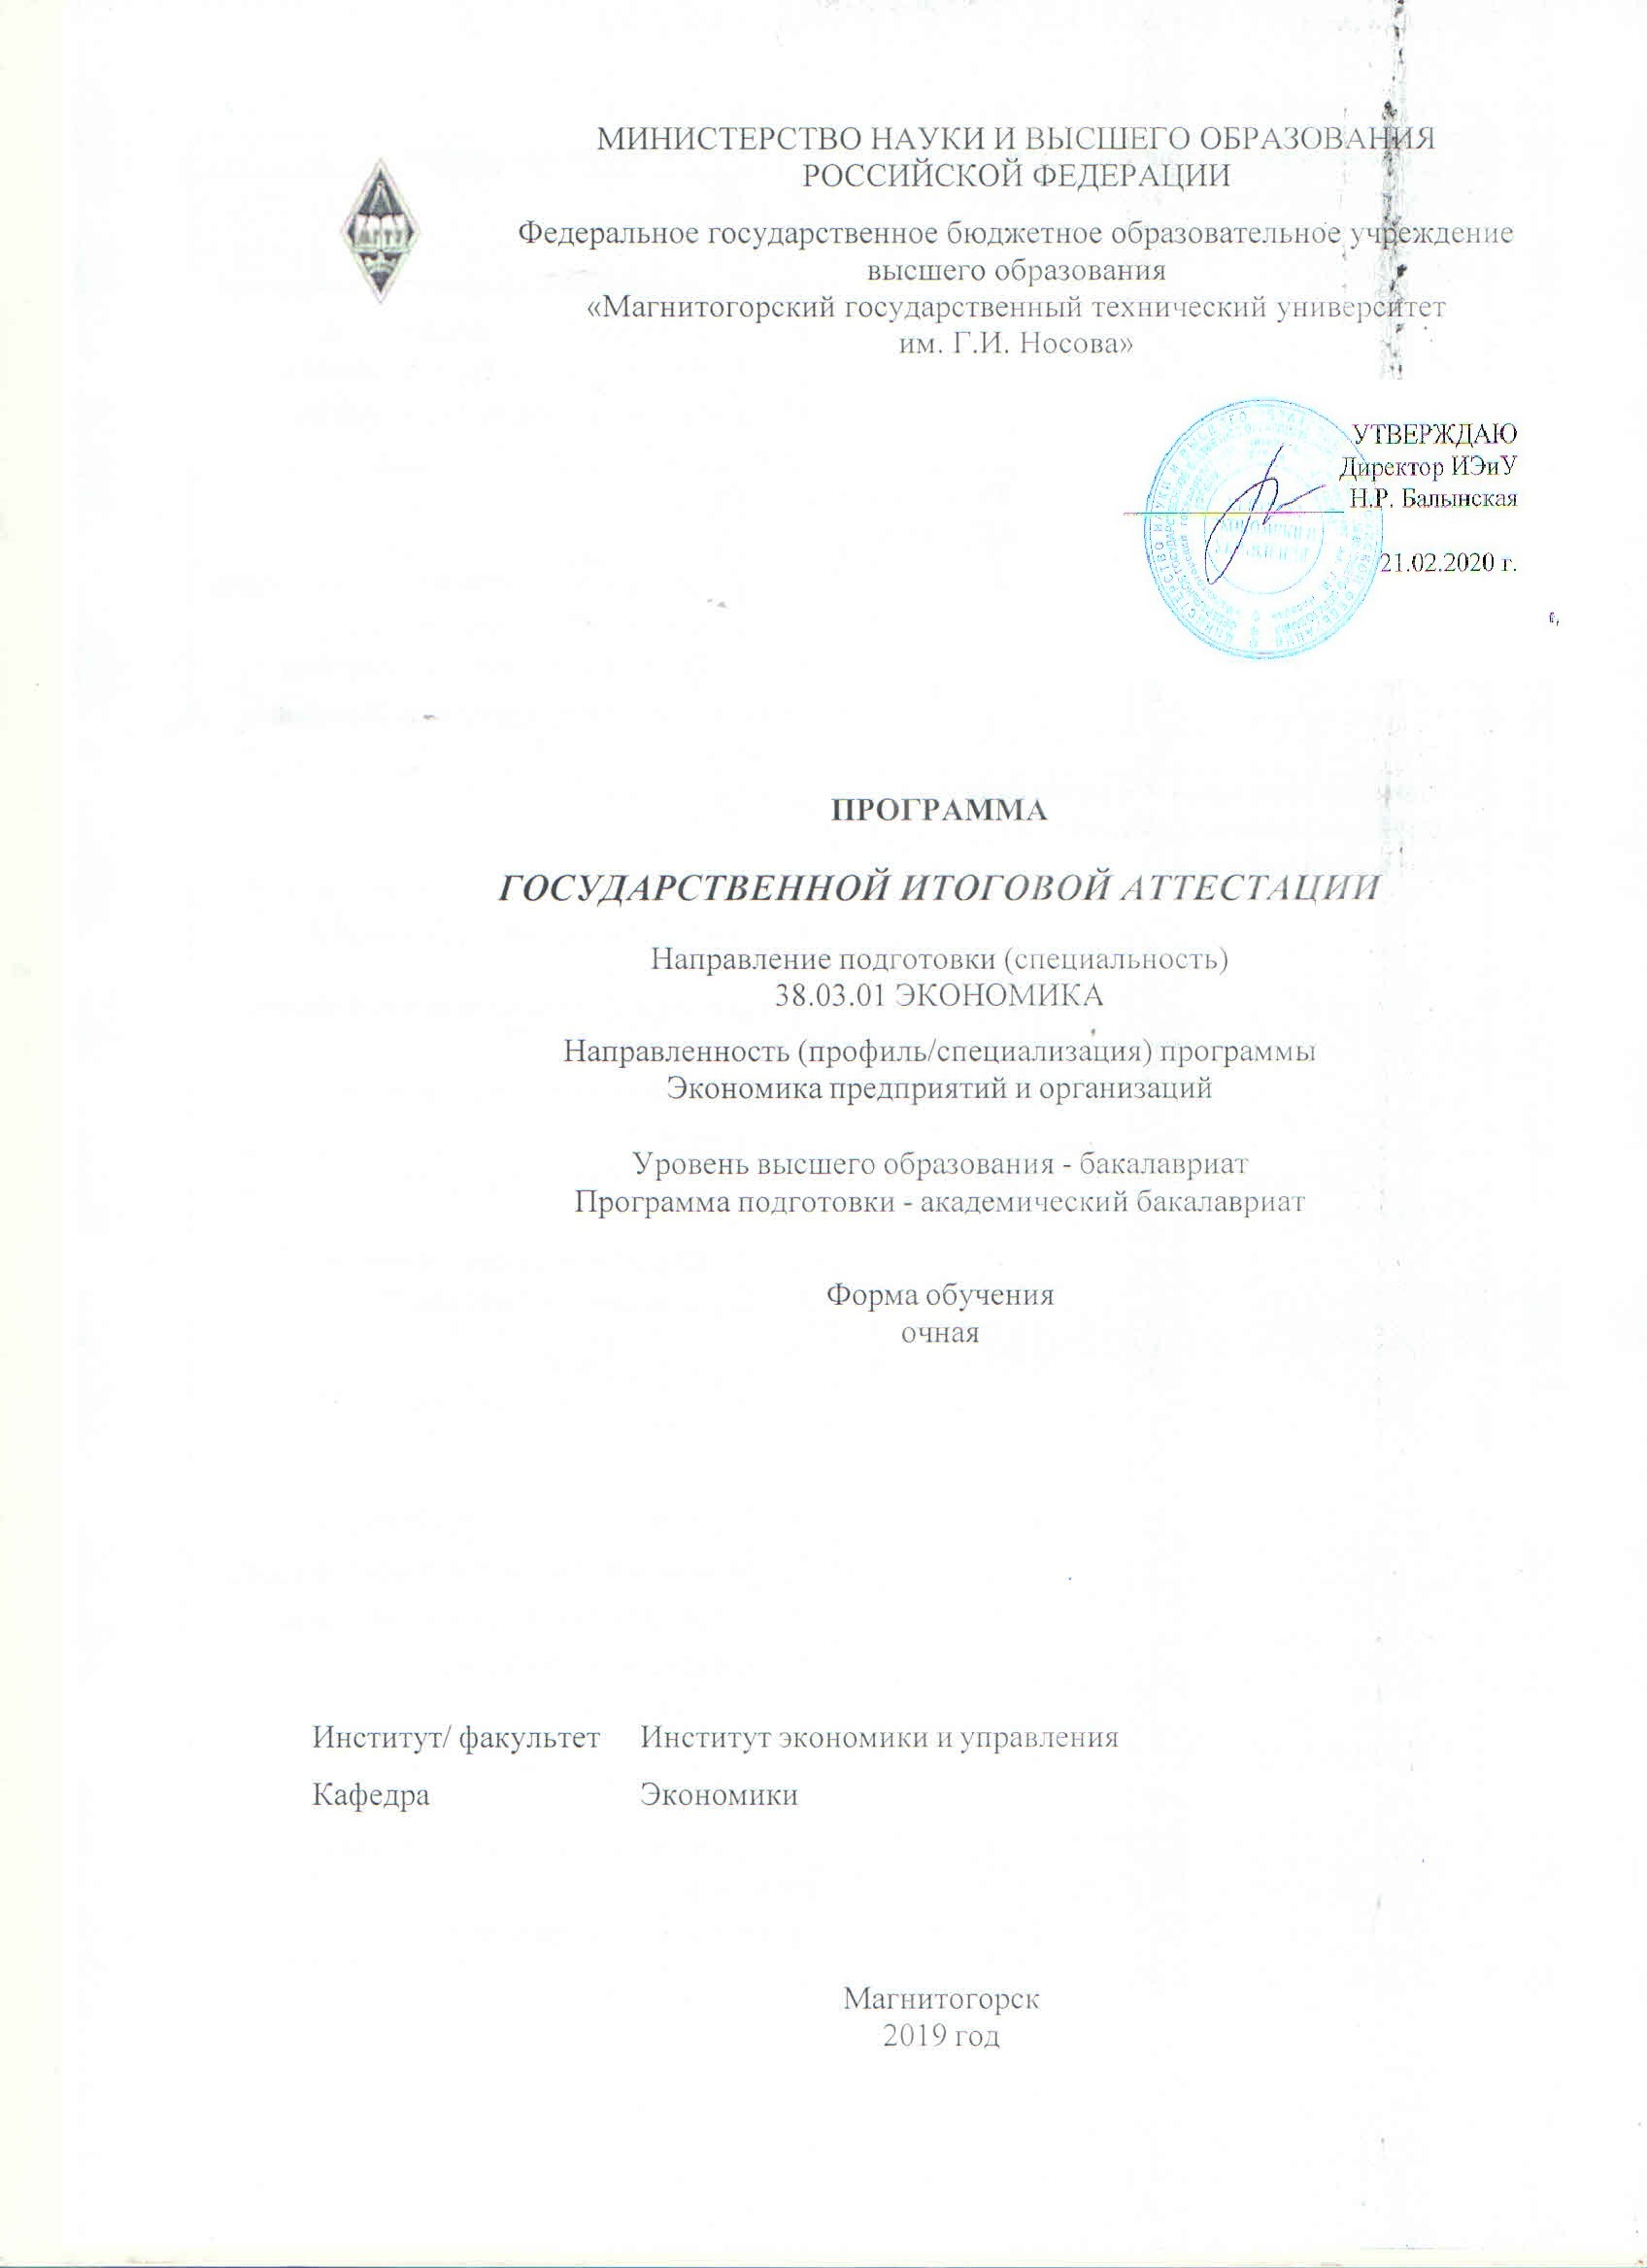 МИНИСТЕРСТВО НАУКИ И ВЫСШЕГО ОБРАЗОВАНИЯ
РОССИЙСКОЙ ФЕДЕРАЦИИ
Федеральное государственное бюджетное образовательное учреждение
высшего образования
«Магнитогорский государственный технический университет
им. Г.И. Носова»
УТВЕРЖДАЮ
Директор ИЭиУ
Н.Р. Балынская
21.02.2020 г.
ПРОГРАММА
ГОСУДАРСТВЕННОЙ ИТОГОВОЙ АТТЕСТАЦИИ
Направление подготовки (специальность)
38.03.01 ЭКОНОМИКА
Направленность (профиль/специализация) программы
Экономика предприятий и организаций
Уровень высшего образования - бакалавриат
Программа подготовки - академический бакалавриат
Форма обучения
очная
Институт/ факультет Институт экономики и управления
Кафедра Экономики
Магнитогорск
2019 год